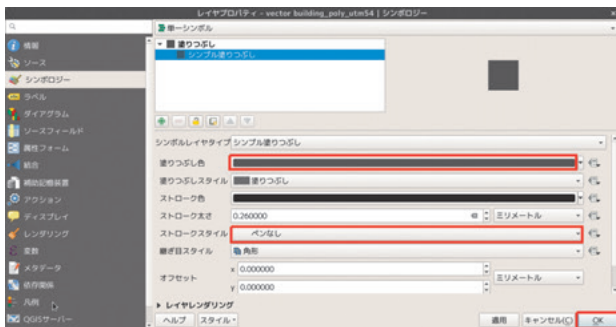 レイヤプロパティ - vector building_poly_utm54 | シンボロジー
情報
ソース
シンボロジー
ラベル
ダイアグラム
ソースフィールド
属性フォーム
結合
補助記憶装置
アクション
ディスプレイ
レンダリング
変数
メタデータ
依存関係
凡例
QGISサーバー
単一シンボル
塗りつぶし
シンプル塗りつぶし
シンボルレイヤタイプ シンプル塗りつぶし
塗りつぶし色
塗りつぶしスタイル 塗りつぶし
ストローク色
ストローク太さ 0.260000 ミリメートル
ストロークスタイル ペンなし
継ぎ目スタイル 角形
オフセット x 0.000000 ミリメートル
y 0.000000
レイヤレンダリング
ヘルプ スタイル 適用 キャンセル(C) OK